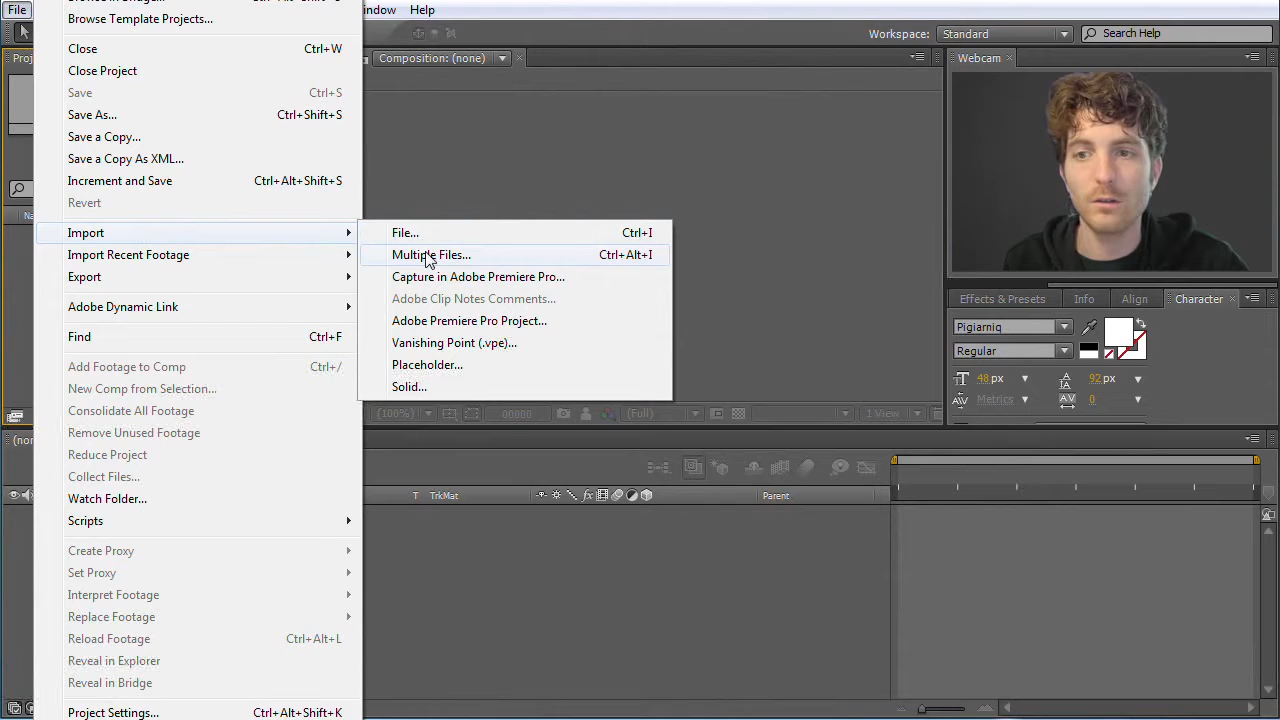 File
Window Help
Browse Template Projects...
Workspace: Standard Search Help
Close Ctrl+W
Composition: (none)
Webcam
Close Project
Save Ctrl+S
Save As... Ctrl+Shift+S
Save a Copy...
Save a Copy As XML...
Increment and Save Ctrl+Alt+Shift+S
Revert
Import
Import Recent Footage
Export
Adobe Dynamic Link
Find Ctrl+F
Add Footage to Comp Ctrl+/
New Comp from Selection...
Consolidate All Footage
Remove Unused Footage
Reduce Project
Collect Files...
Watch Folder...
Scripts
Create Proxy
Set Proxy
Interpret Footage
Replace Footage
Reload Footage Ctrl+Alt+L
Reveal in Explorer
Reveal in Bridge
Project Settings... Ctrl+Alt+Shift+K
File... Ctrl+I
Multiple Files... Ctrl+Alt+I
Capture in Adobe Premiere Pro...
Adobe Clip Notes Comments...
Adobe Premiere Pro Project...
Vanishing Point (.vpe)...
Placeholder...
Solid...
Effects & Presets Info Align Character
Pigiarniq
Regular
48 px 92 px
Metrics 0
(100%) 00000 (Full) 1 View
T TrkMat Parent